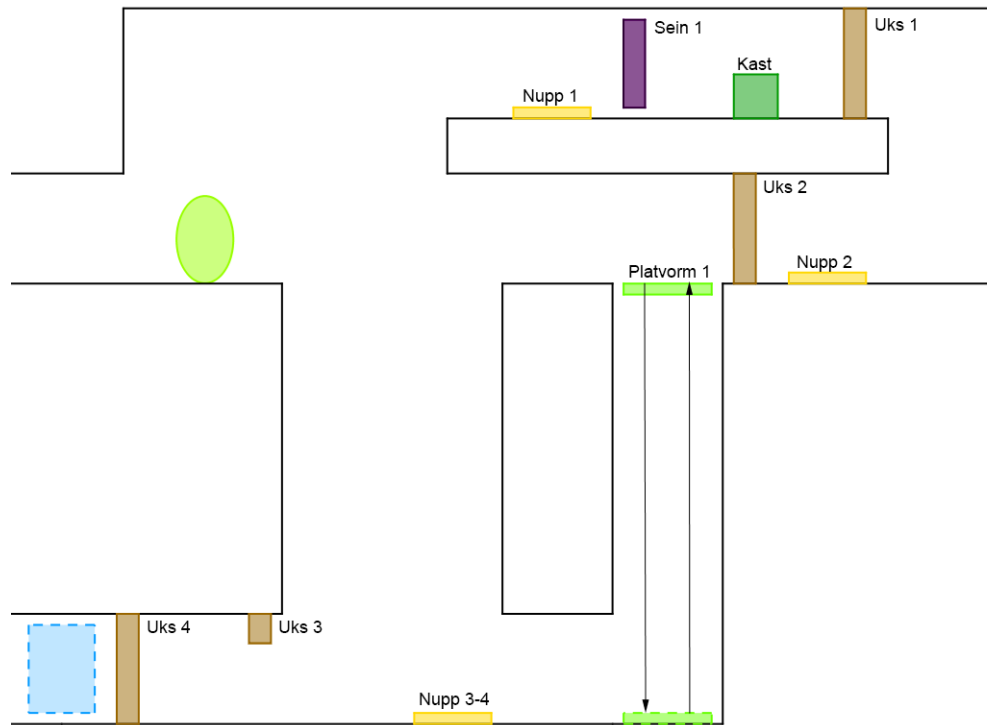 Sein 1
Uks 1
Kast
Nupp 1
Uks 2
Platvorm 1
Nupp 2
Uks 4
Uks 3
Nupp 3-4